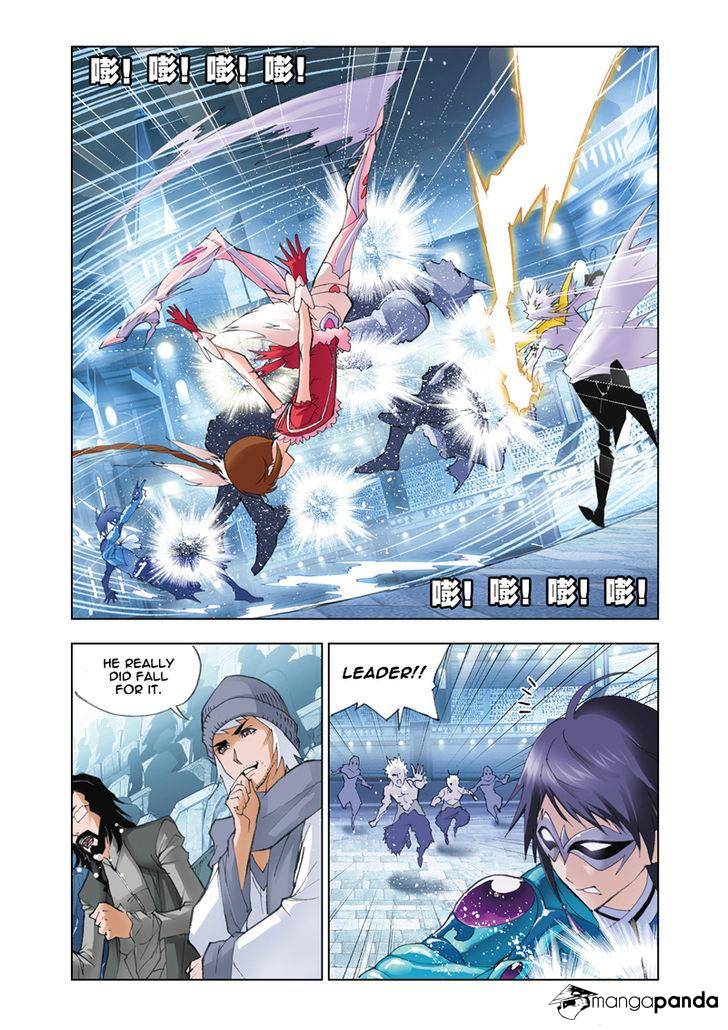 嘭！嘭！嘭！嘭！
嘭！嘭！嘭！嘭！
HE REALLY
DID FALL
FOR IT.
LEADER!!
mangapanda